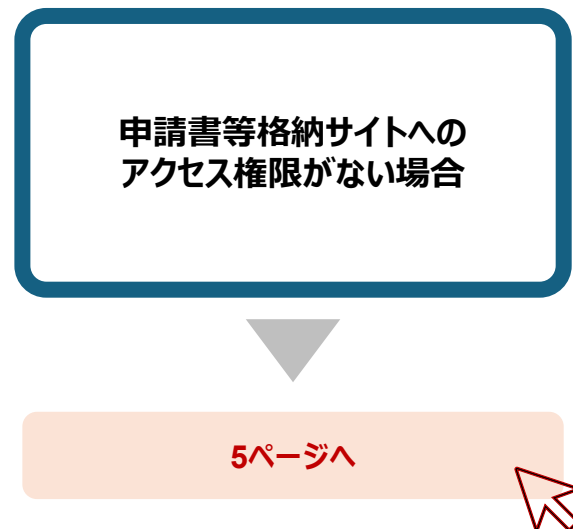 申請書等格納サイトへの
アクセス権限がない場合
5ページへ